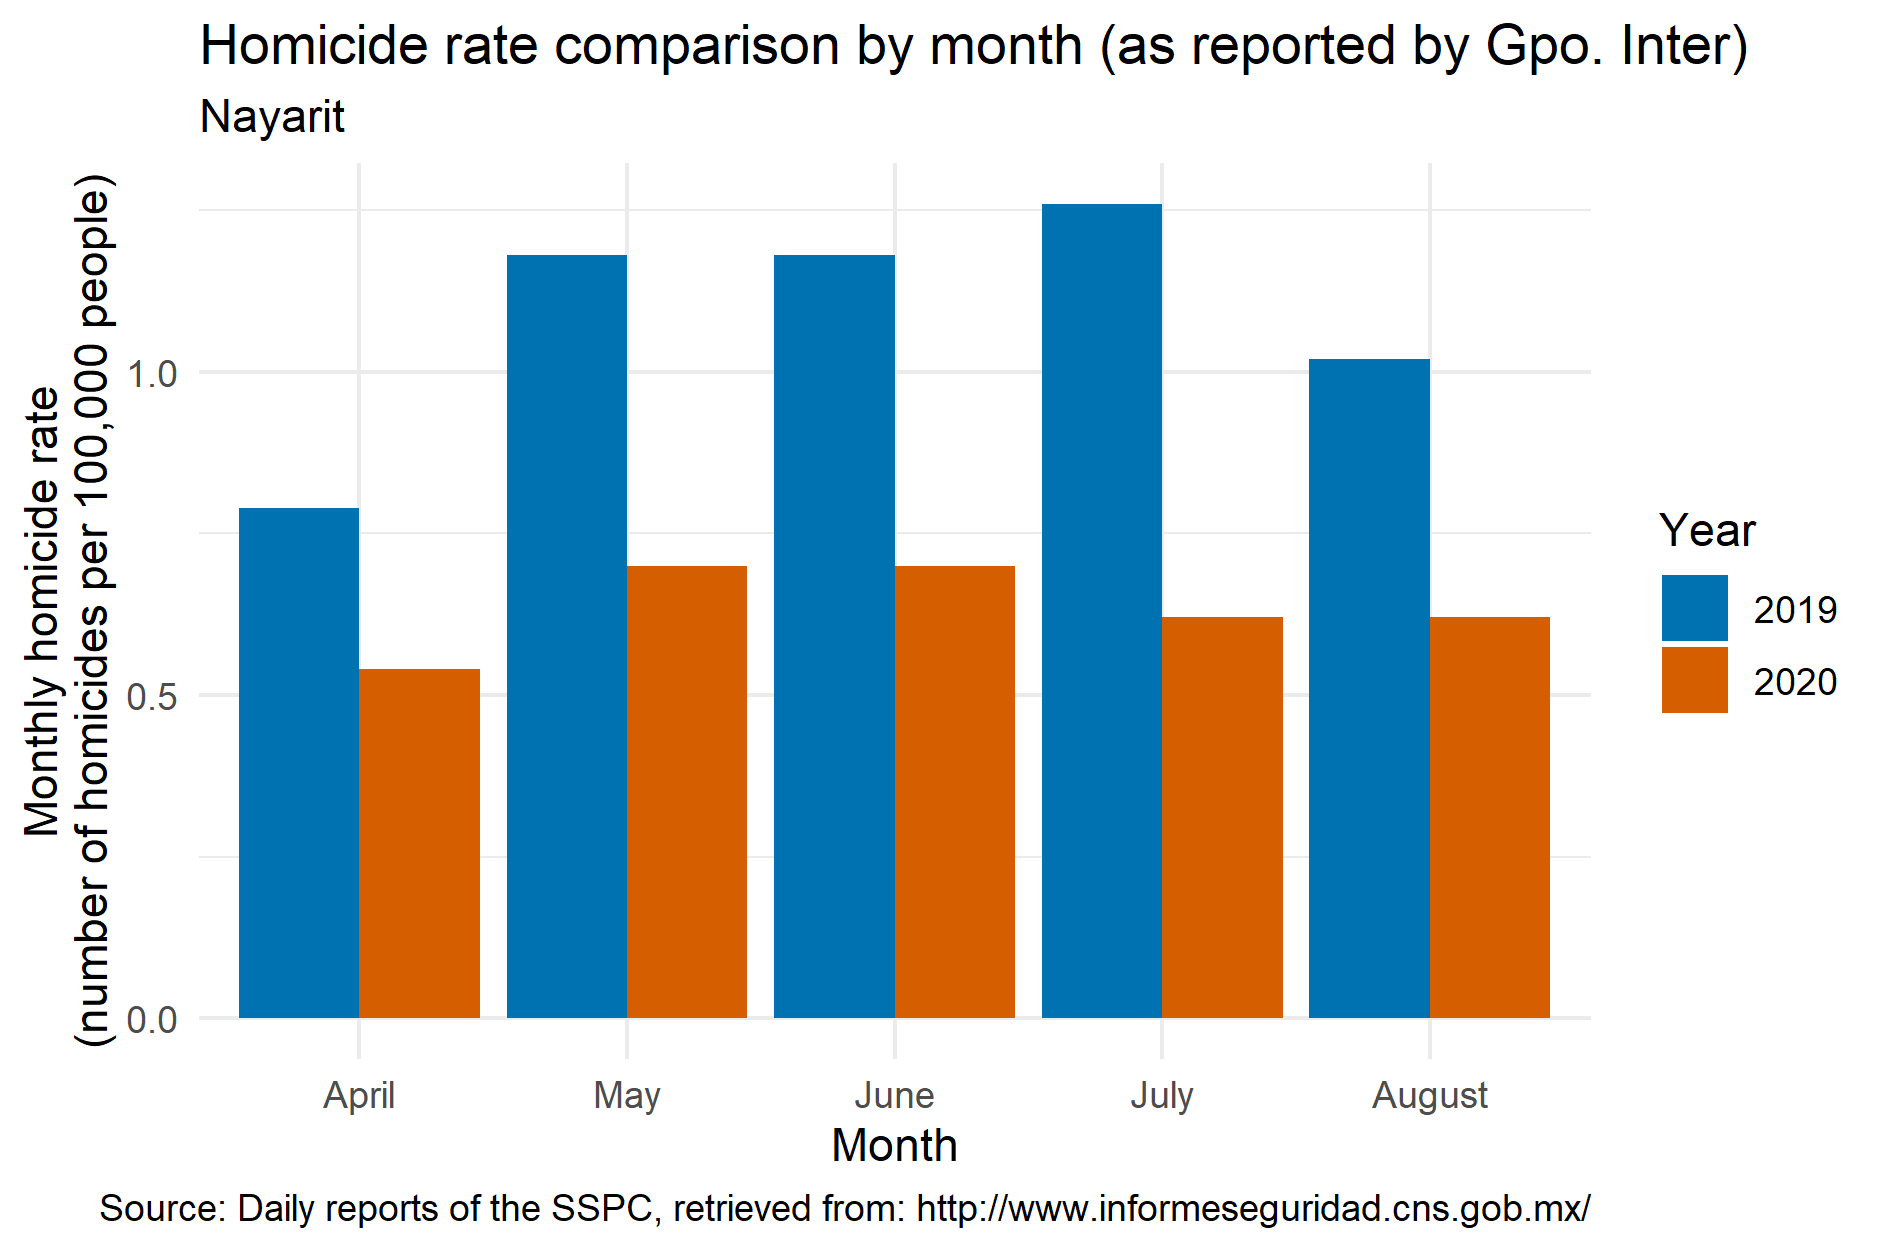 Homicide rate comparison by month (as reported by Gpo. Inter)
Nayarit
Monthly homicide rate
(number of homicides per 100,000 people)
1.0
0.5
0.0
April
May
June
July
August
Month
Year
2019
2020
Source: Daily reports of the SSPC, retrieved from: http://www.informeseguridad.cns.gob.mx/